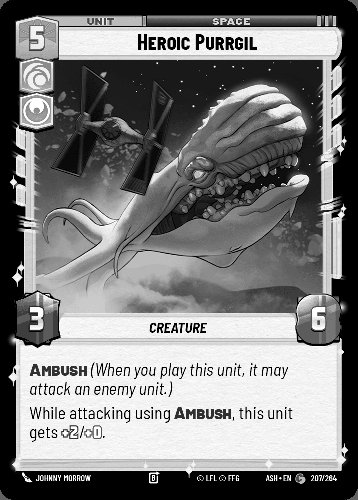 UNIT
SPACE
5
HEROIC PURRGIL
3
CREATURE
6
AMBUSH (When you play this unit, it may
attack an enemy unit.)
While attacking using AMBUSH, this unit
gets +2/+0.
JOHNNY MORROW
© LFL © FFG
ASH • EN
207/264